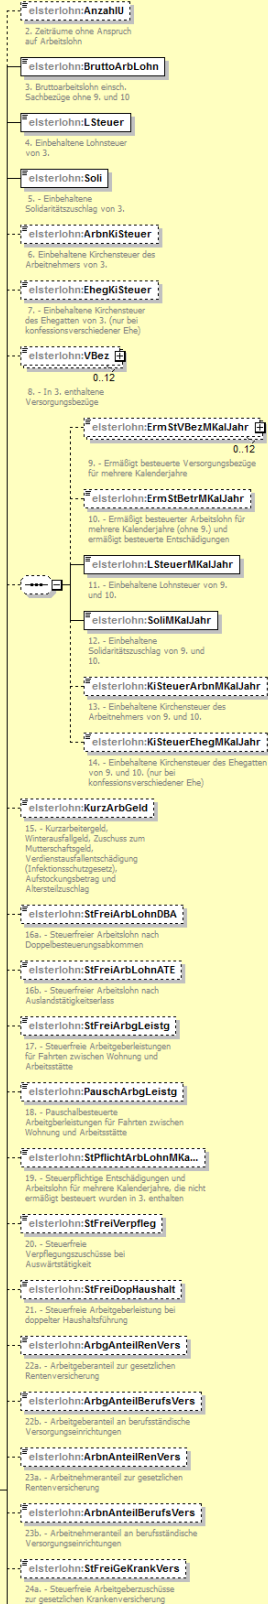 elsterlohn:AnzahlU
2. Zeiträume ohne Anspruch
auf Arbeitslohn
elsterlohn:BruttoArbLohn
3. Bruttoarbeitslohn einsch.
Sachbezüge ohne 9. und 10
elsterlohn:LSteuer
4. Einbehaltene Lohnsteuer
von 3.
elsterlohn:Soli
5. - Einbehaltene
Solidaritätszuschlag von 3.
elsterlohn:ArbnKiSteuer
6. Einbehaltene Kirchensteuer des
Arbeitnehmers von 3.
elsterlohn:EhegKiSteuer
7. - Einbehaltene Kirchensteuer
des Ehegatten von 3. (nur bei
konfessionsverschiedener Ehe)
elsterlohn:VBez
0..12
8. - In 3. enthaltene
Versorgungsbezüge
elsterlohn:ErmStVBezMKalJahr
0..12
9. - Ermäßigt besteuerte Versorgungsbezüge
für mehrere Kalenderjahre
elsterlohn:ErmStBetrMKalJahr
10. - Ermäßigt besteuerter Arbeitslohn für
mehrere Kalenderjahre (ohne 9.) und
ermäßigt besteuerte Entschädigungen
elsterlohn:LSteuerMKalJahr
11. - Einbehaltene Lohnsteuer von 9.
und 10.
elsterlohn:SoliMKalJahr
12. - Einbehaltene
Solidaritätszuschlag von 9. und
10.
elsterlohn:KiSteuerArbnMKalJahr
13. - Einbehaltene Kirchensteuer des
Arbeitnehmers von 9. und 10.
elsterlohn:KiSteuerEhegMKalJahr
14. - Einbehaltene Kirchensteuer des Ehegatten
von 9. und 10. (nur bei
konfessionsverschiedener Ehe)
elsterlohn:KurzArbGeld
15. - Kurzarbeitergeld,
Winterausfallgeld, Zuschuss zum
Mutterschaftsgeld,
Verdienstausfallentschädigung
(Infektionsschutzgesetz),
Aufstockungsbetrag und
Altersteilzuschlag
elsterlohn:StFreiArbLohnDBA
16a. - Steuerfreier Arbeitslohn nach
Doppelbesteuerungsabkommen
elsterlohn:StFreiArbLohnATE
16b. - Steuerfreier Arbeitslohn nach
Auslandstätigkeitserlass
elsterlohn:StFreiArbgLeistg
17. - Steuerfreie Arbeitgeberleistungen
für Fahrten zwischen Wohnung und
Arbeitsstätte
elsterlohn:PauschArbgLeistg
18. - Pauschalbesteuerte
Arbeitgberleistungen für Fahrten zwischen
Wohnung und Arbeitsstätte
elsterlohn:StPflichtArbLohnMKa...
19. - Steuerpflichtige Entschädigungen und
Arbeitslohn für mehrere Kalenderjahre, die nicht
ermäßigt besteuert wurden in 3. enthalten
elsterlohn:StFreiVerpfleg
20. - Steuerfreie
Verpflegungszuschüsse bei
Auswärtstätigkeit
elsterlohn:StFreiDopHaushalt
21. - Steuerfreie Arbeitgeberleistung bei
doppelter Haushaltsführung
elsterlohn:ArbgAnteilRenVers
22a. - Arbeitgeberanteil zur gesetzlichen
Rentenversicherung
elsterlohn:ArbgAnteilBerufsVers
22b. - Arbeitgeberanteil an berufsständische
Versorgungseinrichtungen
elsterlohn:ArbnAnteilRenVers
23a. - Arbeitnehmeranteil zur gesetzlichen
Rentenversicherung
elsterlohn:ArbnAnteilBerufsVers
23b. - Arbeitnehmeranteil an berufsständische
Versorgungseinrichtungen
elsterlohn:StFreiGeKrankVers
24a. - Steuerfreie Arbeitgeberzuschüsse
zur gesetzlichen Krankenversicherung